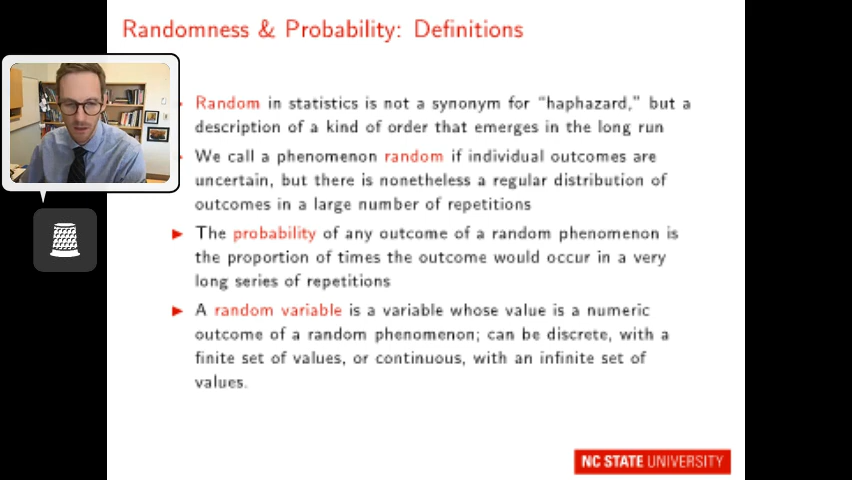 Randomness & Probability: Definitions
Random in statistics is not a synonym for “haphazard,” but a
description of a kind of order that emerges in the long run
We call a phenomenon random if individual outcomes are
uncertain, but there is nonetheless a regular distribution of
outcomes in a large number of repetitions
The probability of any outcome of a random phenomenon is
the proportion of times the outcome would occur in a very
long series of repetitions
A random variable is a variable whose value is a numeric
outcome of a random phenomenon; can be discrete, with a
finite set of values, or continuous, with an infinite set of
values.
NC STATE UNIVERSITY